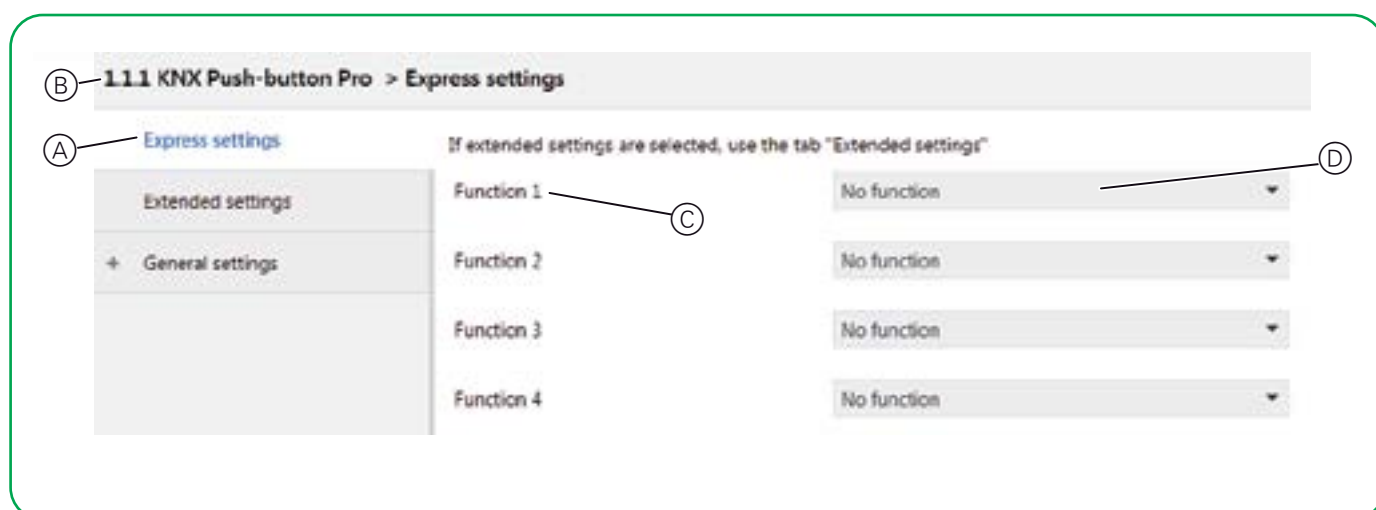 B 1.1.1 KNX Push-button Pro > Express settings
A Express settings
If extended settings are selected, use the tab "Extended settings"
D
Function 1 No function
C
Extended settings
Function 2 No function
+ General settings
Function 3 No function
Function 4 No function